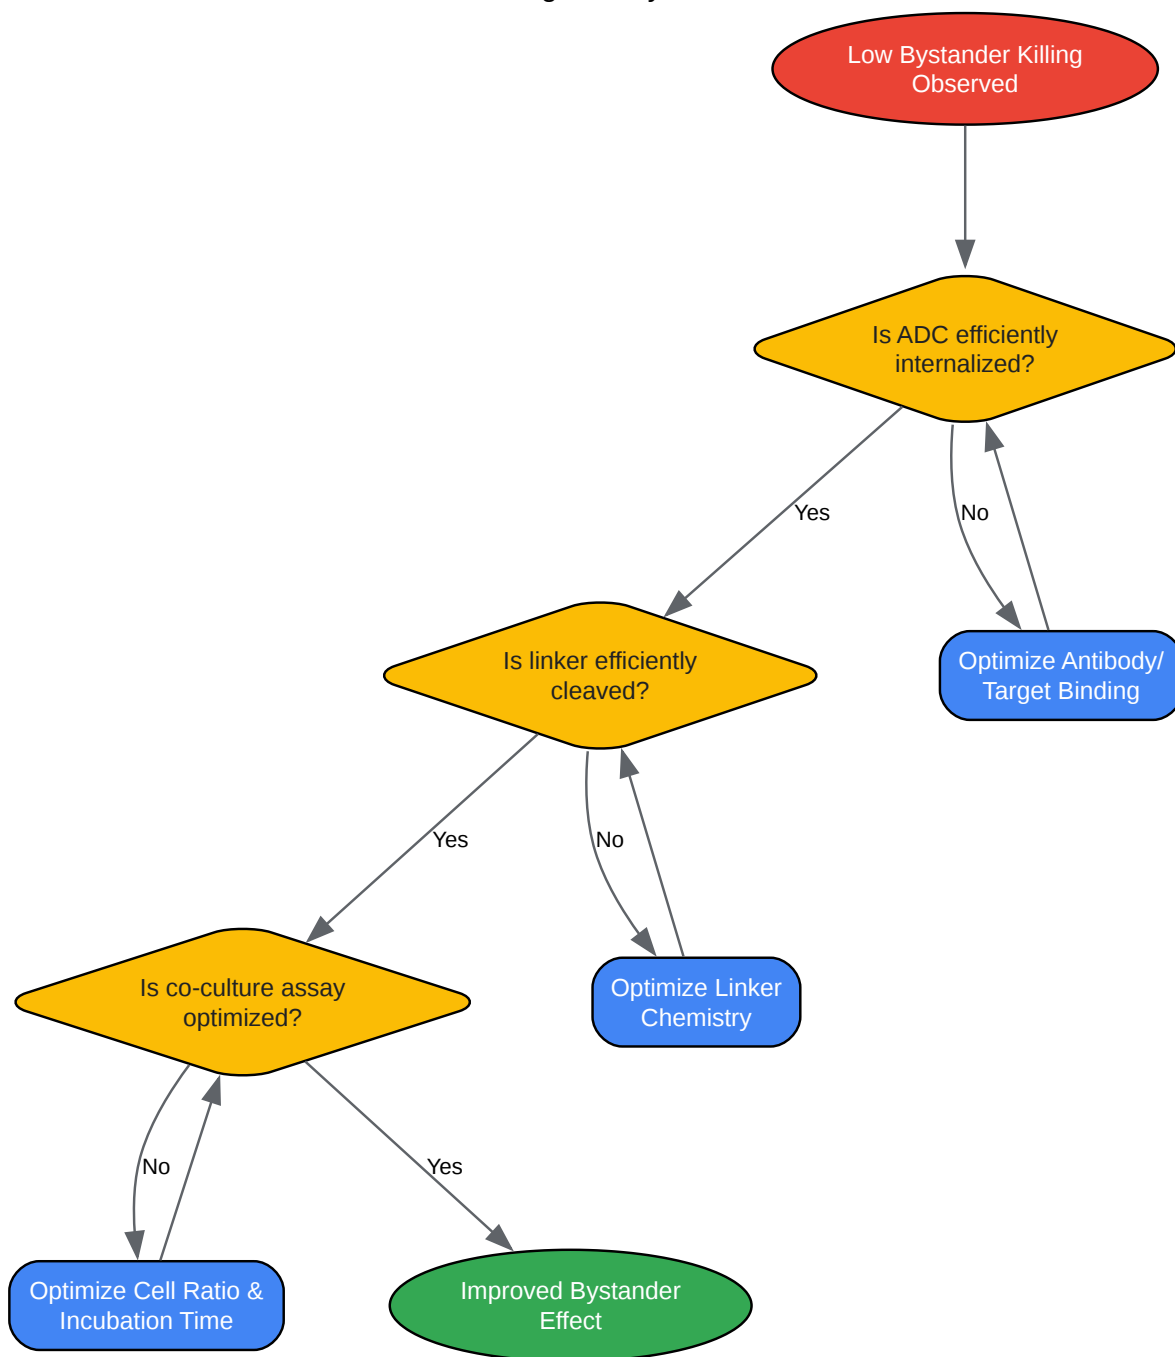 Low Bystander Killing
Observed
Is ADC efficiently
internalized?
Yes
No
Optimize Antibody/
Target Binding
Is linker efficiently
cleaved?
Yes
No
Optimize Linker
Chemistry
Is co-culture assay
optimized?
No
Yes
Optimize Cell Ratio &
Incubation Time
Improved Bystander
Effect